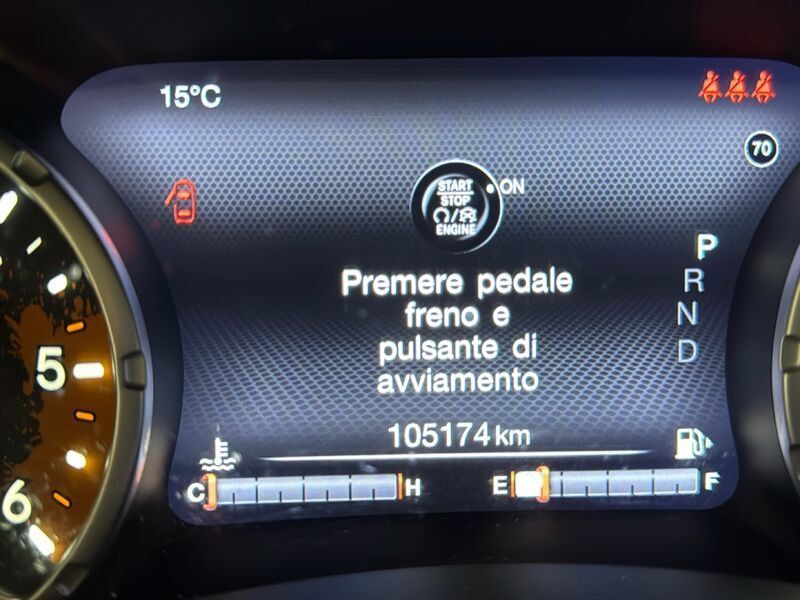 15°C
70
START
STOP
ENGINE
ON
Premere pedale
freno e
pulsante di
avviamento
P
R
N
D
105174 km
C H
E F
5
6